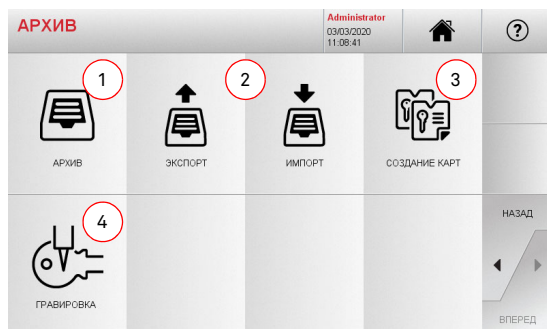 АРХИВ
Administrator
03/03/2020
11:08:41
?
1
2
3
АРХИВ
ЭКСПОРТ
ИМПОРТ
СОЗДАНИЕ КАРТ
4
ГРАВИРОВКА
НАЗАД
ВПЕРЕД